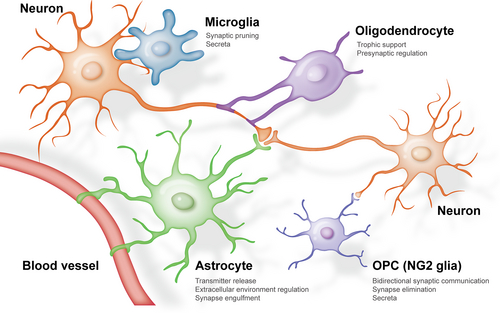 Neuron
Microglia
Synaptic pruning
Secreta
Oligodendrocyte
Trophic support
Presynaptic regulation
Neuron
Blood vessel
Astrocyte
Transmitter release
Extracellular environment regulation
Synapse engulfment
OPC (NG2 glia)
Bidirectional synaptic communication
Synapse elimination
Secreta